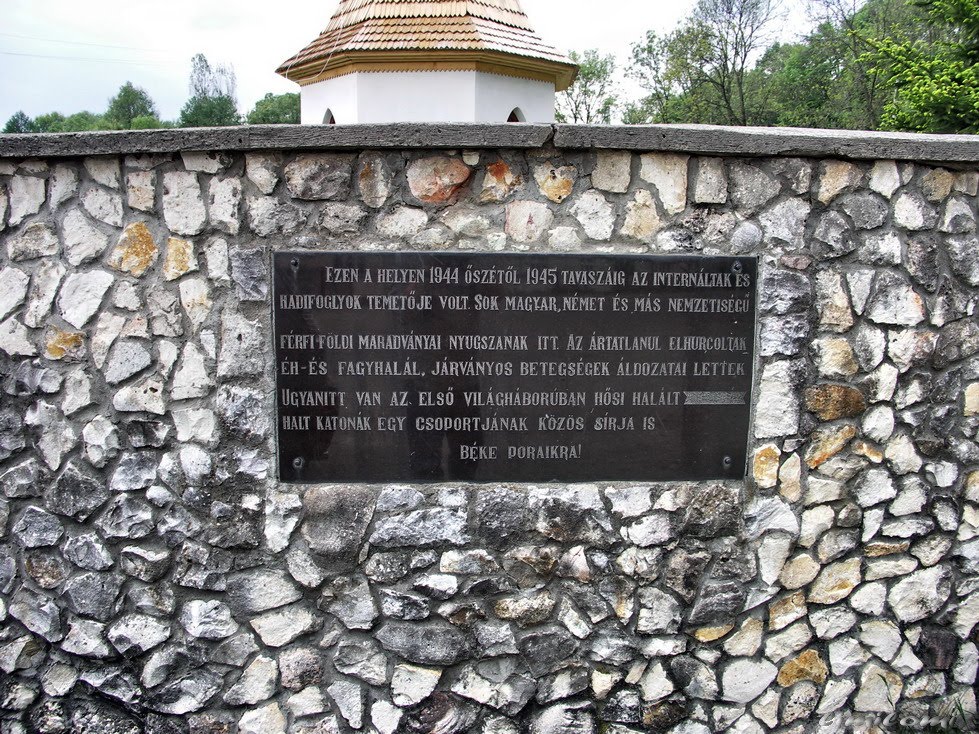 EZEN A HELYEN 1944 ŐSZÉTŐL 1945 TAVASZÁIG AZ INTERNÁLTAK ÉS
HADIFOGLYOK TEMETŐJE VOLT. SOK MAGYAR, NÉMET ÉS MÁS NEMZETISÉGŰ
FÉRFI FÖLDI MARADVÁNYAI NYUGSZANAK ITT. AZ ÁRTATLANUL ELHURCOLTAK
ÉH-ÉS FAGYHALÁL, JÁRVÁNYOS BETEGSÉGEK ÁLDOZATAI LETTEK
UGYANITT VAN AZ ELSŐ VILÁGHÁBORÚBAN HŐSI HALÁLT
HALT KATONÁK EGY CSOPORTJÁNAK KÖZÖS SÍRJA IS
BÉKE PORAIKRA!